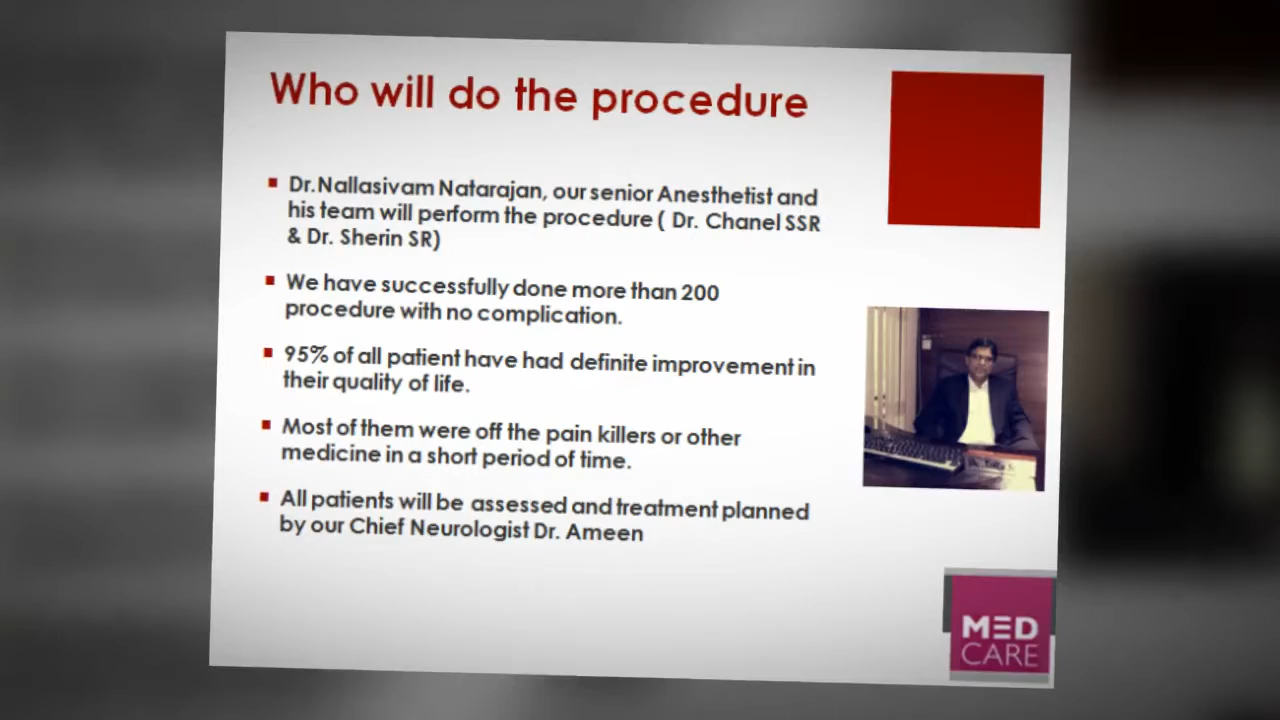 Who will do the procedure
Dr.Nallasivam Natarajan, our senior Anesthetist and
his team will perform the procedure ( Dr. Chanel SSR
& Dr. Sherin SR)
We have successfully done more than 200
procedure with no complication.
95% of all patient have had definite improvement in
their quality of life.
Most of them were off the pain killers or other
medicine in a short period of time.
All patients will be assessed and treatment planned
by our Chief Neurologist Dr. Ameen
MED
CARE